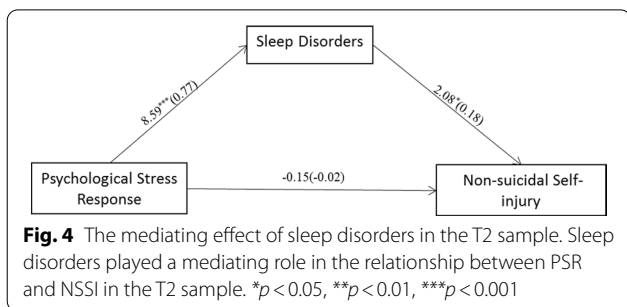 Sleep Disorders
8.59***(0.77)
2.08*(0.18)
Psychological Stress
Response
-0.15(-0.02)
Non-suicidal Self-
injury
Fig. 4 The mediating effect of sleep disorders in the T2 sample. Sleep
disorders played a mediating role in the relationship between PSR
and NSSI in the T2 sample. *p < 0.05, **p < 0.01, ***p < 0.001